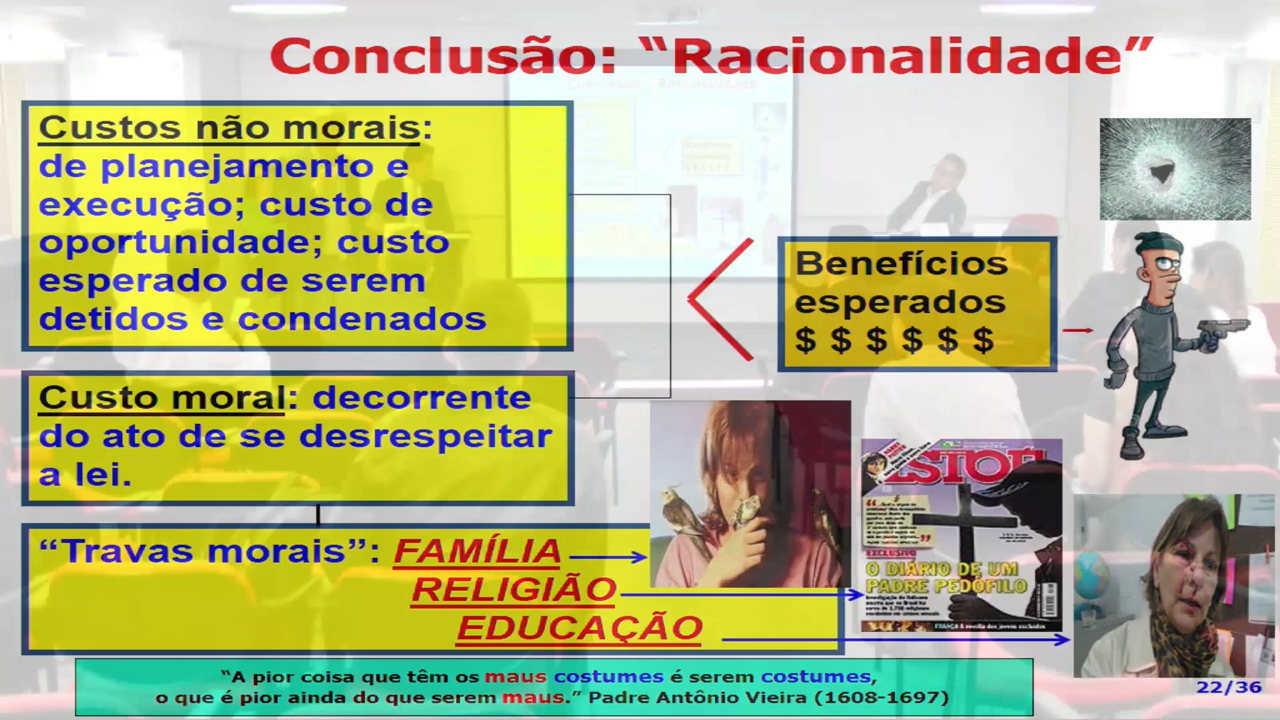 Conclusão: “Racionalidade”
Custos não morais:
de planejamento e
execução; custo de
oportunidade; custo
esperado de serem
detidos e condenados
Benefícios
esperados
$ $ $ $ $ $
Custo moral: decorrente
do ato de se desrespeitar
a lei.
“Travas morais”: FAMÍLIA
RELIGIÃO
EDUCAÇÃO
EXCLUSIVO
O DIÁRIO DE UM
PADRE PEDÓFILO
“A pior coisa que têm os maus costumes é serem costumes,
o que é pior ainda do que serem maus.” Padre Antônio Vieira (1608-1697)
22/36